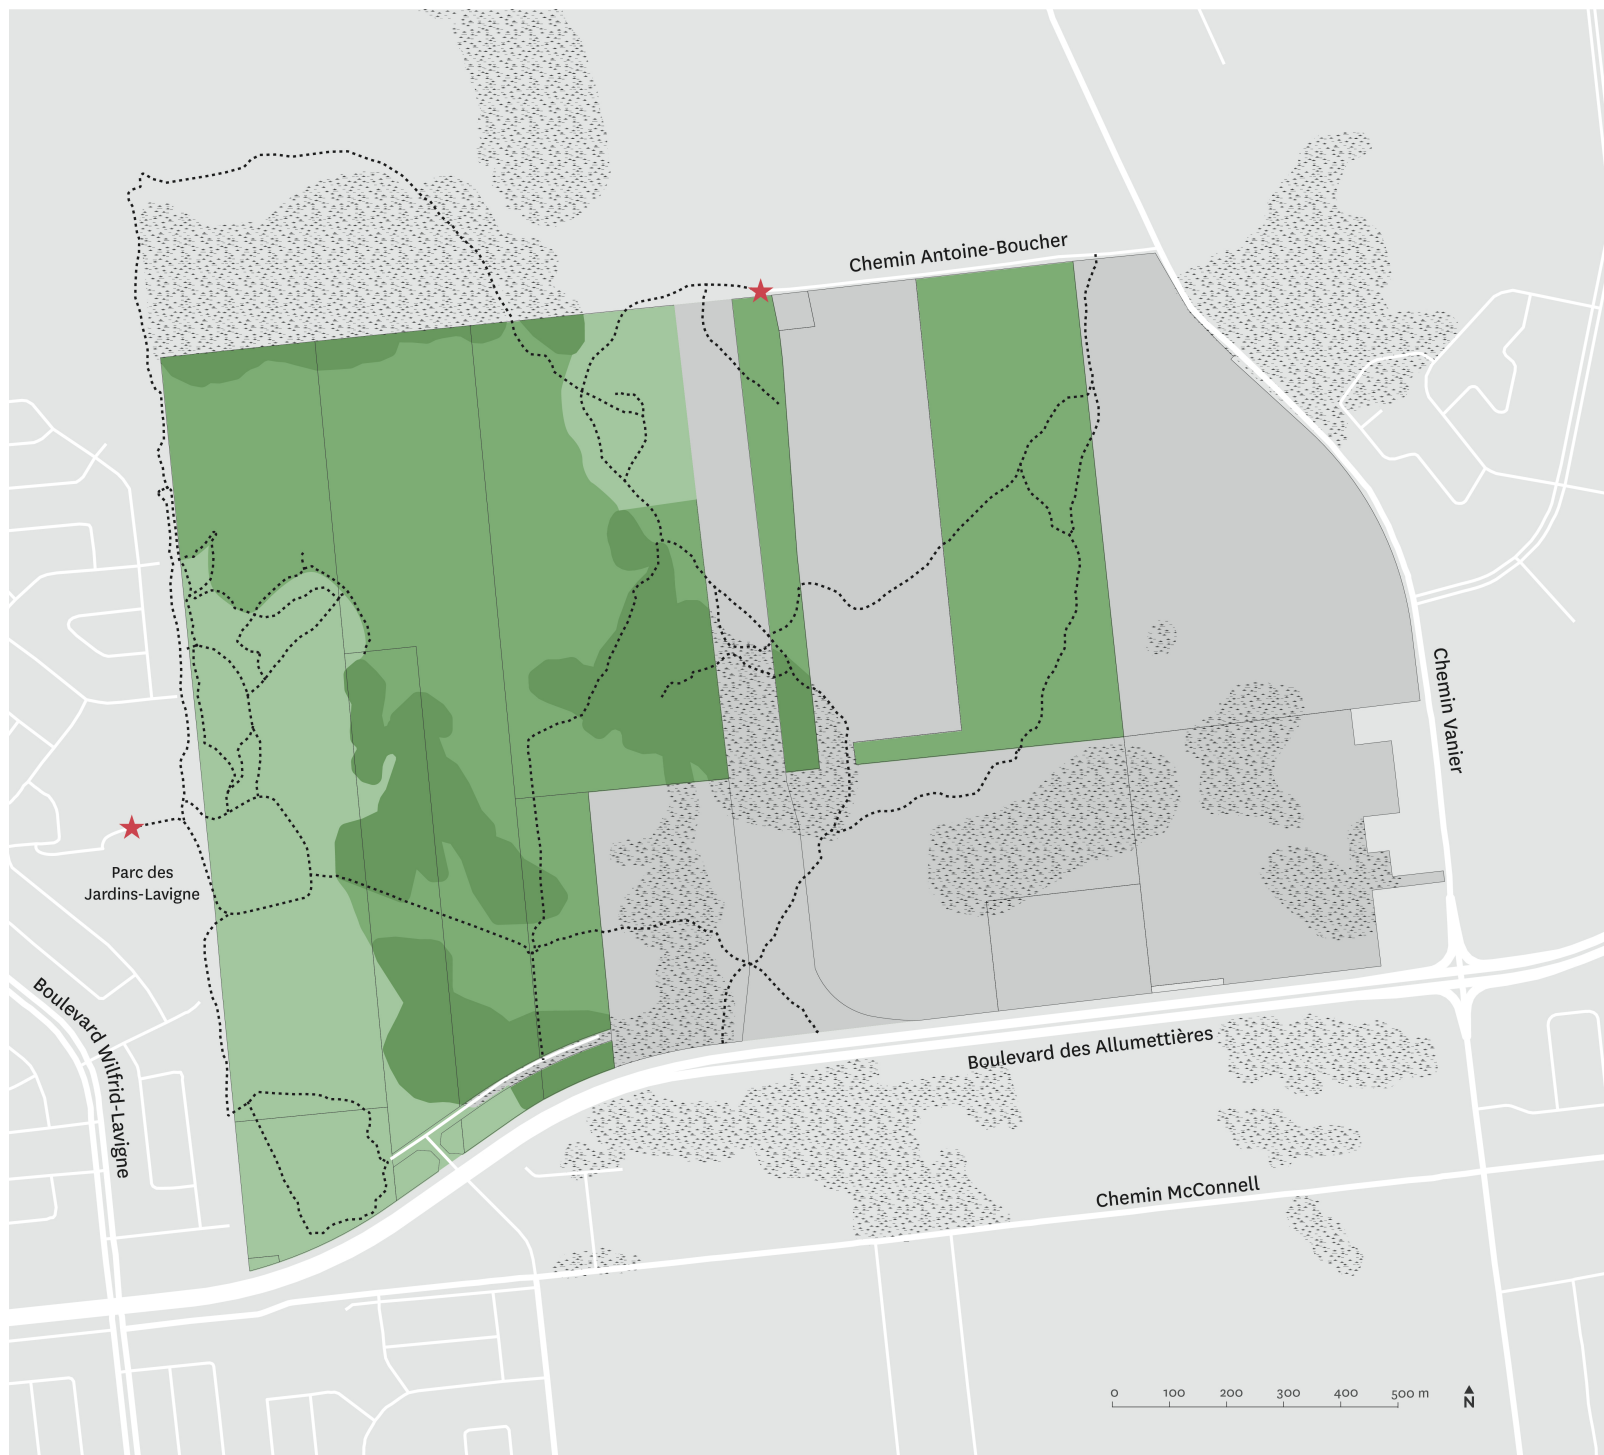 Chemin Antoine-Boucher
Chemin Vanier
Parc des
Jardins-Lavigne
Boulevard Wilfrid-Lavigne
Boulevard des Allumettières
Chemin McConnell
0 100 200 300 400 500 m
N